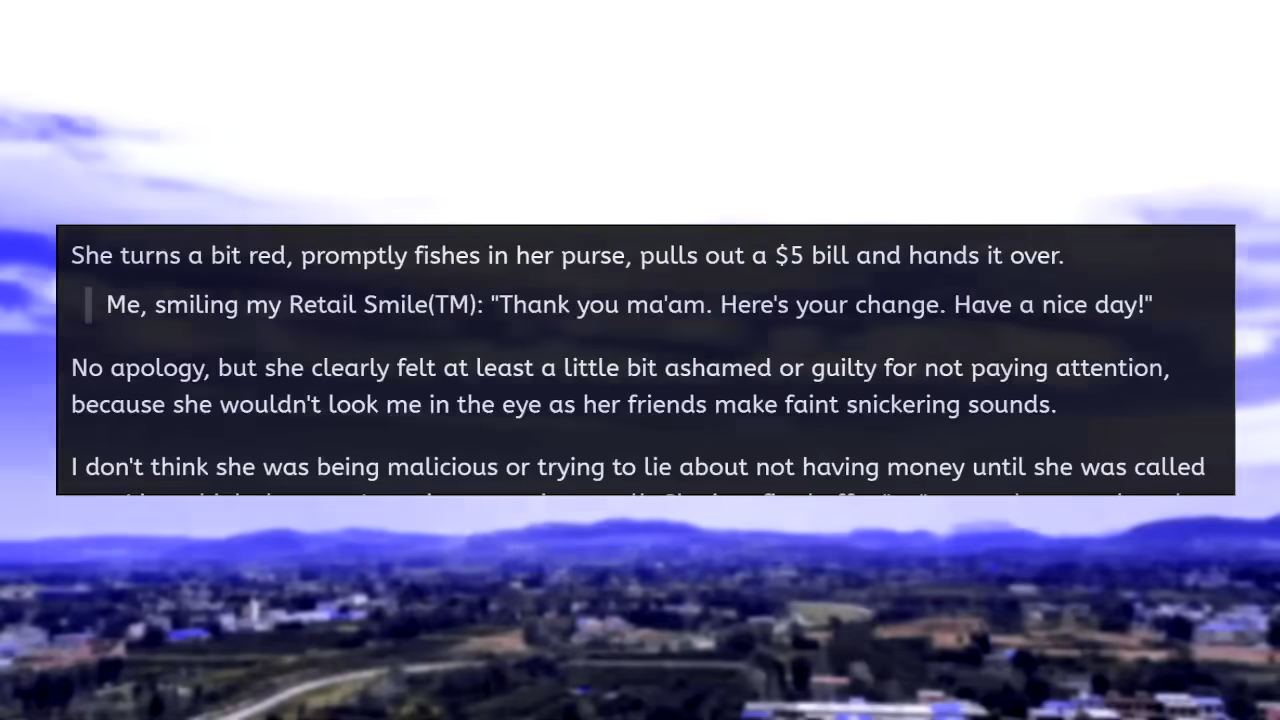 She turns a bit red, promptly fishes in her purse, pulls out a $5 bill and hands it over.
Me, smiling my Retail Smile(TM): "Thank you ma'am. Here's your change. Have a nice day!"
No apology, but she clearly felt at least a little bit ashamed or guilty for not paying attention,
because she wouldn't look me in the eye as her friends make faint snickering sounds.
I don't think she was being malicious or trying to lie about not having money until she was called